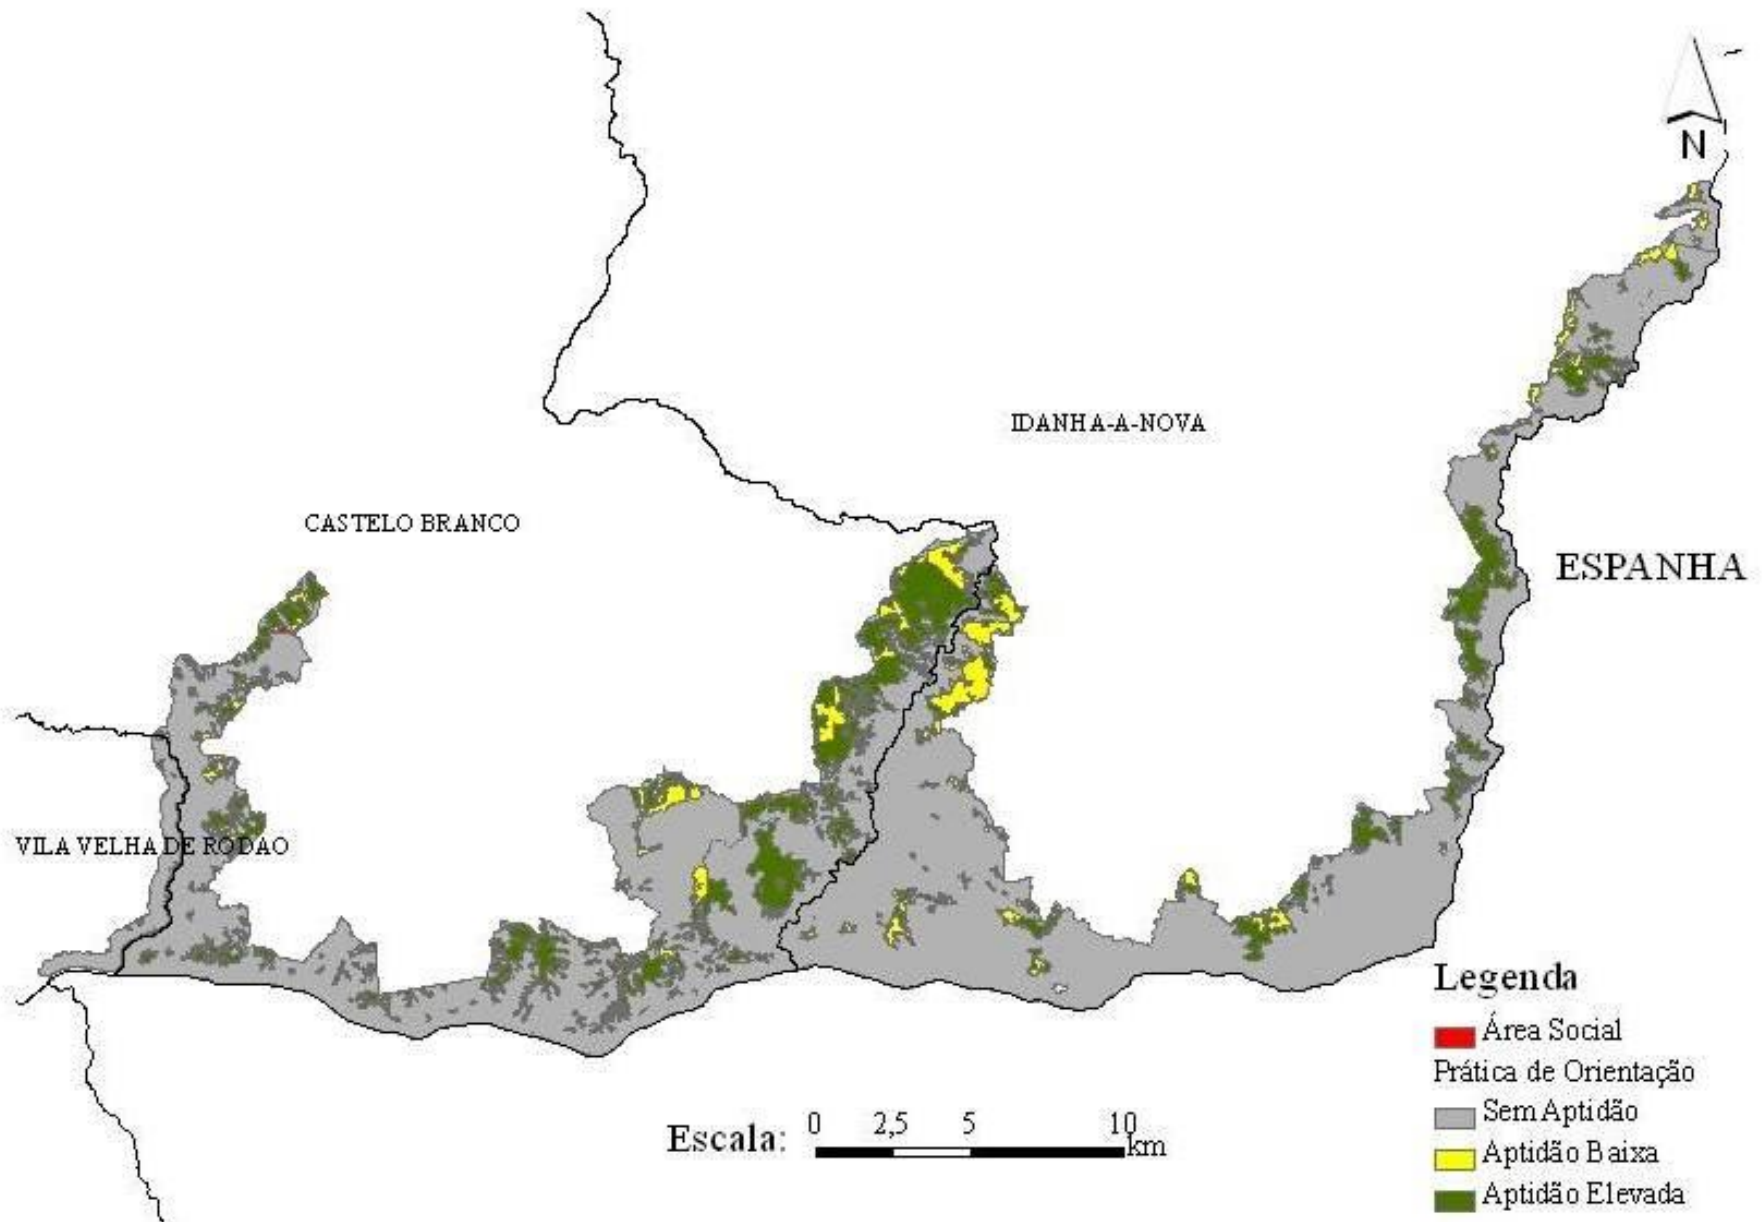 N
IDANHA-A-NOVA
CASTELO BRANCO
ESPANHA
VILA VELHA DE RODAO
Legenda
Área Social
Prática de Orientação
Sem Aptidão
Aptidão Baixa
Aptidão Elevada
Escala: 0 2,5 5 10 km